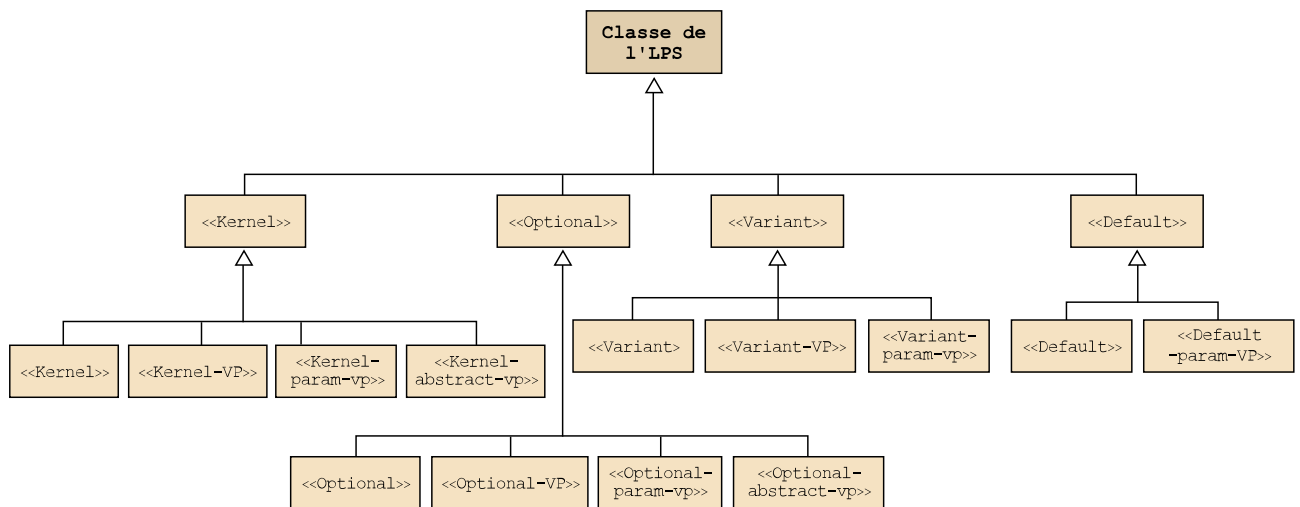 Classe de
l'LPS
<<Kernel>>
<<Optional>>
<<Variant>>
<<Default>>
<<Kernel>>
<<Kernel-VP>>
<<Kernel-
param-vp>>
<<Kernel-
abstract-vp>>
<<Variant>
<<Variant-VP>>
<<Variant-
param-vp>>
<<Default>>
<<Default
-param-VP>>
<<Optional>>
<<Optional-VP>>
<<Optional-
param-vp>>
<<Optional-
abstract-vp>>